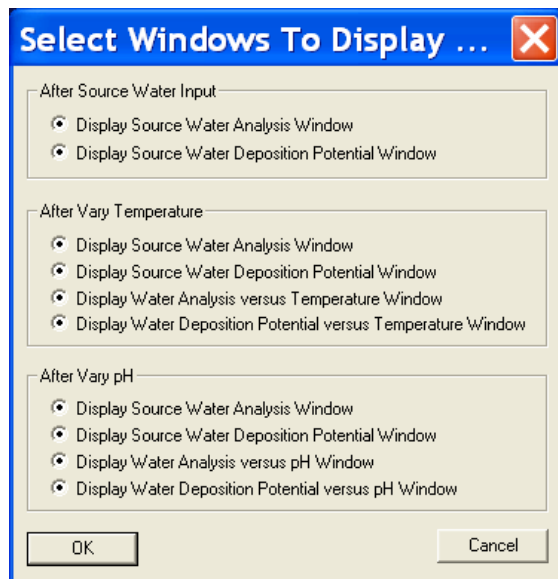 Select Windows To Display ...
After Source Water Input
Display Source Water Analysis Window
Display Source Water Deposition Potential Window
After Vary Temperature
Display Source Water Analysis Window
Display Source Water Deposition Potential Window
Display Water Analysis versus Temperature Window
Display Water Deposition Potential versus Temperature Window
After Vary pH
Display Source Water Analysis Window
Display Source Water Deposition Potential Window
Display Water Analysis versus pH Window
Display Water Deposition Potential versus pH Window
OK Cancel